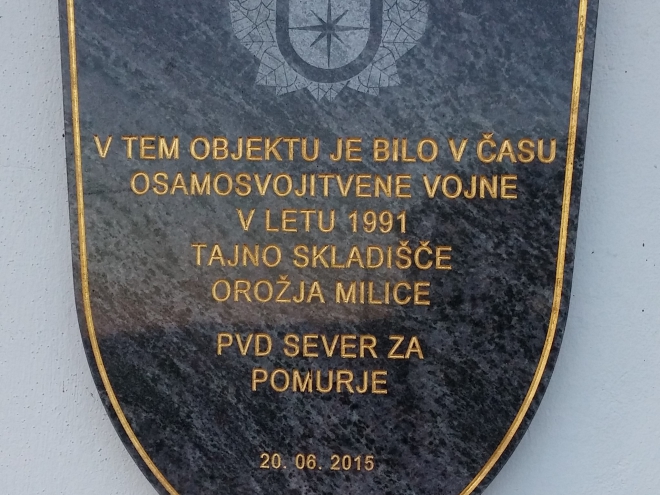 V TEM OBJEKTU JE BILO V ČASU
OSAMOSVOJITVENE VOJNE
V LETU 1991
TAJNO SKLADIŠČE
OROŽJA MILICE
PVD SEVER ZA
POMURJE
20. 06. 2015